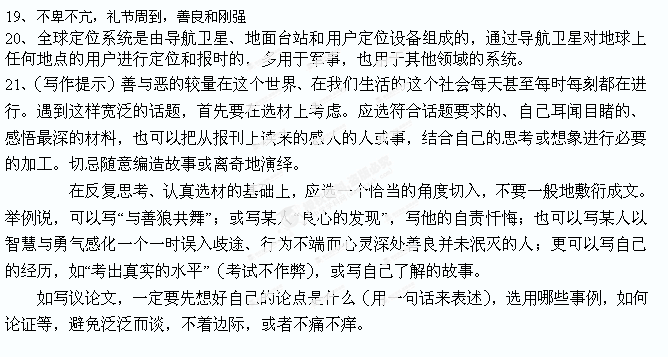 19、不卑不亢，礼节周到，善良和刚强
20、全球定位系统是由导航卫星、地面台站和用户定位设备组成的，通过导航卫星对地球上
任何地点的用户进行定位和报时的，多用于军事，也用于其他领域的系统。
21、（写作提示）善与恶的较量在这个世界、在我们生活的这个社会每天甚至每时每刻都在进
行。遇到这样宽泛的话题，首先要在选材上考虑。应选符合话题要求的、自己耳闻目睹的、
感悟最深的材料，也可以把从报刊上读来的感人的人或事，结合自己的思考或想象进行必要
的加工。切忌随意编造故事或离奇地演绎。
在反复思考、认真选材的基础上，应选一个恰当的角度切入，不要一般地敷衍成文。
举例说，可以写“与善狼共舞”；或写某人“良心的发现”，写他的自责忏悔；也可以写某人以
智慧与勇气感化一个一时误入歧途、行为不端而心灵深处善良并未泯灭的人；更可以写自己
的经历，如“考出真实的水平”（考试不作弊），或写自己了解的故事。
如写议论文，一定要先想好自己的论点是什么（用一句话来表述），选用哪些事例，如何
论证等，避免泛泛而谈，不着边际，或者不痛不痒。